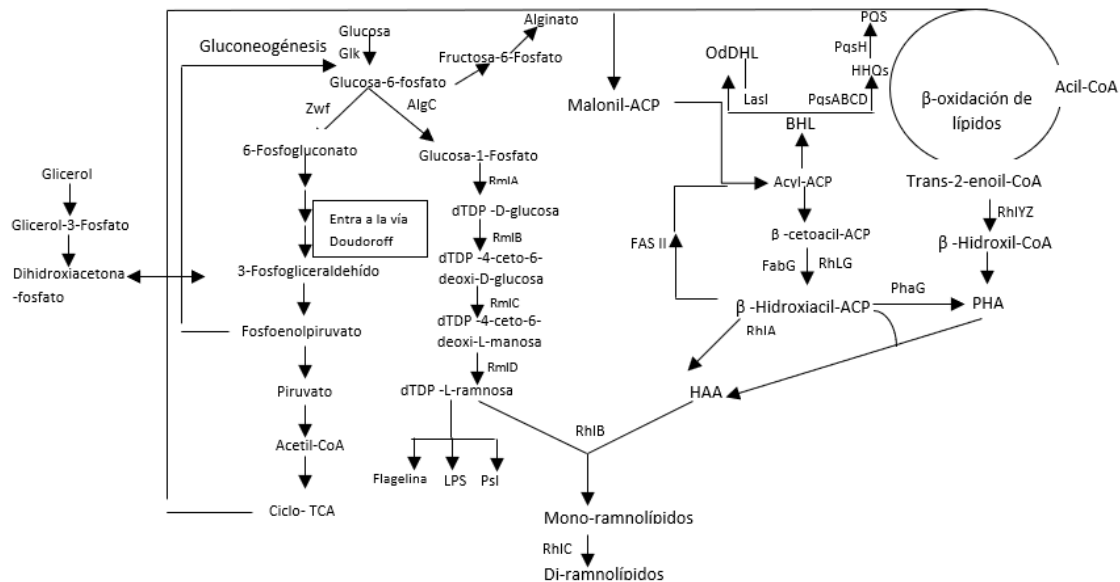 Gluconeogénesis
Glucosa
Glk
Glucosa-6-fosfato
Fructosa-6-Fosfato
Alginato
Zwf
AlgC
6-Fosfogluconato
Glucosa-1-Fosfato
Glicerol
Glicerol-3-Fosfato
Dihidroxiacetona
-fosfato
Entra a la vía
Doudoroff
3-Fosfogliceraldehído
Fosfoenolpiruvato
Piruvato
Acetil-CoA
Ciclo- TCA
RmlA
dTDP -D-glucosa
RmlB
dTDP -4-ceto-6-
deoxi-D-glucosa
RmlC
dTDP -4-ceto-6-
deoxi-L-manosa
RmlD
dTDP -L-ramnosa
Flagelina
LPS
Psl
Malonil-ACP
OdDHL
LasI
PQS
PqsH
HHQs
PqsABCD
BHL
Acyl-ACP
β-cetoacil-ACP
FabG
RhLG
FAS II
β -Hidroxiacil-ACP
RhlA
PhaG
β-oxidación de
lípidos
Acil-CoA
Trans-2-enoil-CoA
RhlYZ
β -Hidroxil-CoA
PHA
HAA
RhlB
Mono-ramnolípidos
RhlC
Di-ramnolípidos